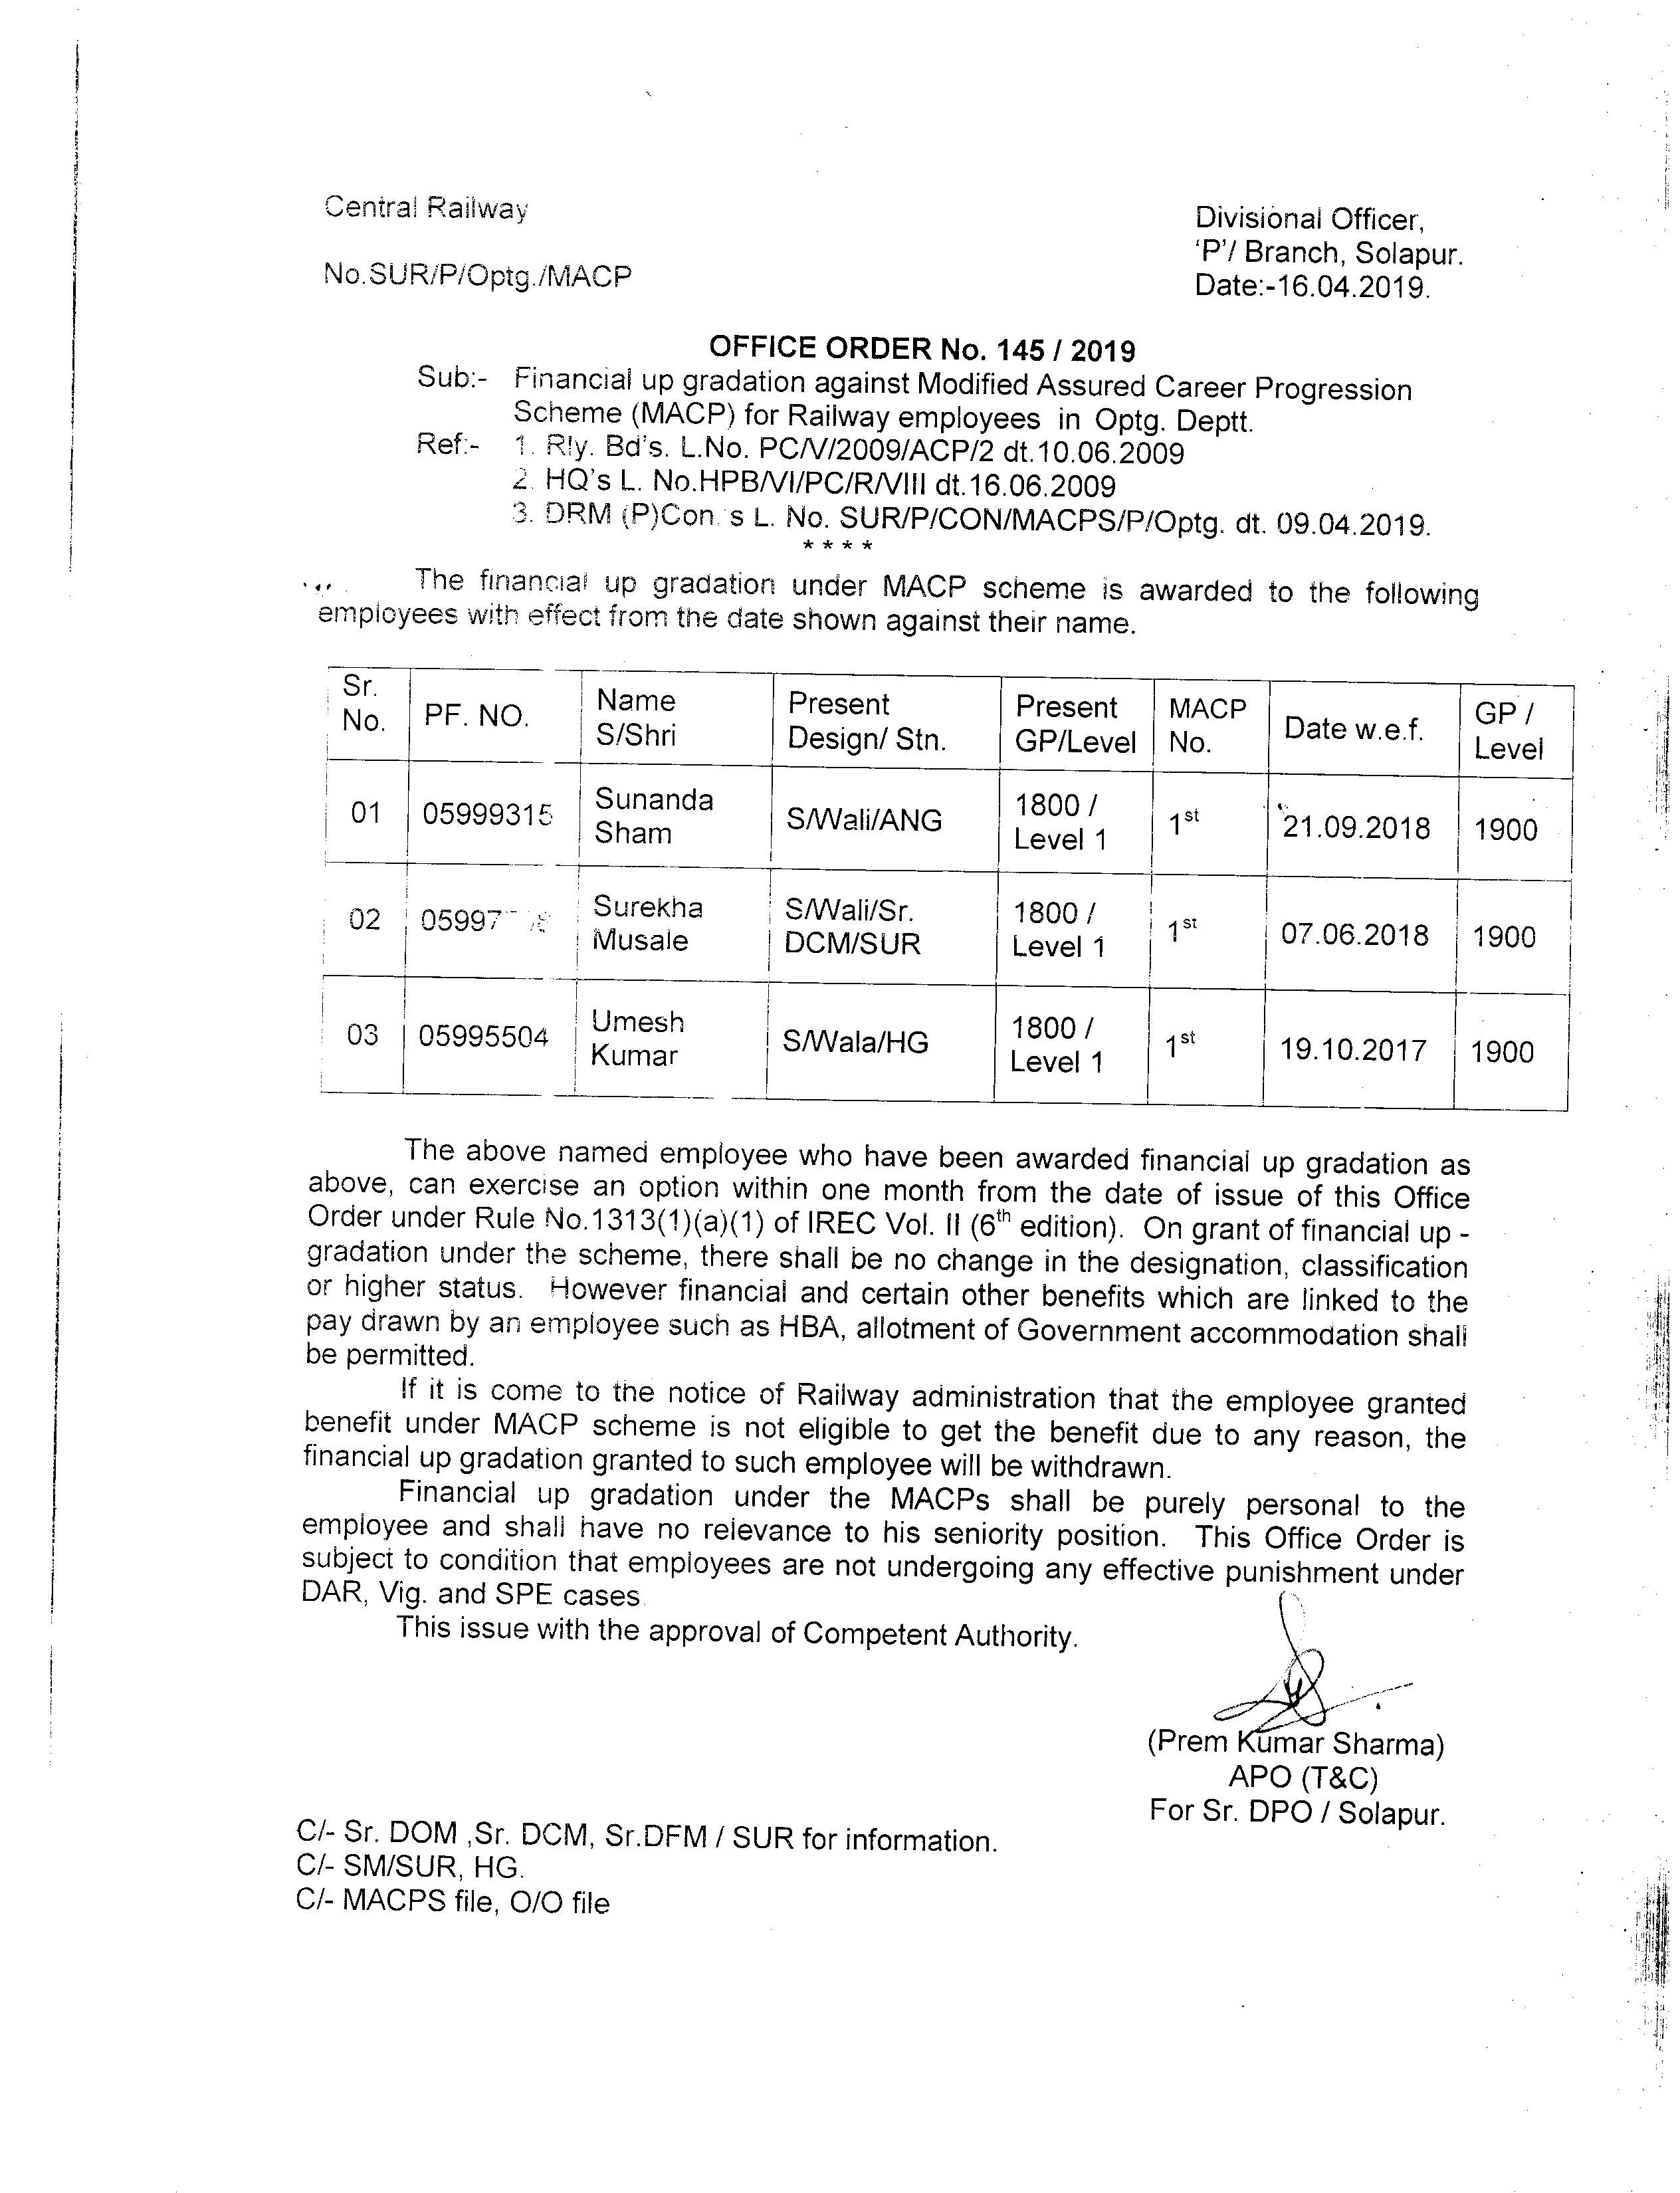 Central Railway
Divisional Officer,
'P'/ Branch, Solapur.
No.SUR/P/Optg./MACP
Date:-16.04.2019.
OFFICE ORDER No. 145 / 2019
Sub:- Financial up gradation against Modified Assured Career Progression
Scheme (MACP) for Railway employees in Optg. Deptt.
Ref:- 1. Rly. Bd's. L.No. PC/V/2009/ACP/2 dt.10.06.2009
2. HQ's L. No.HPB/VI/PC/R/VIII dt.16.06.2009
3. DRM (P)Con s L. No. SUR/P/CON/MACPS/P/Optg. dt. 09.04.2019.
* * * *
The financial up gradation under MACP scheme is awarded to the following
employees with effect from the date shown against their name.
Sr. No. PF. NO. Name S/Shri Present Design/ Stn. Present GP/Level MACP No. Date w.e.f. GP / Level
01 05999315 Sunanda Sham S/Wali/ANG 1800 / Level 1 1st 21.09.2018 1900
02 Surekha Musale S/Wali/Sr. DCM/SUR 1800 / Level 1 1st 07.06.2018 1900
03 05995504 Umesh Kumar S/Wala/HG 1800 / Level 1 1st 19.10.2017 1900
The above named employee who have been awarded financial up gradation as
above, can exercise an option within one month from the date of issue of this Office
Order under Rule No.1313(1)(a)(1) of IREC Vol. II (6th edition). On grant of financial up -
gradation under the scheme, there shall be no change in the designation, classification
or higher status. However financial and certain other benefits which are linked to the
pay drawn by an employee such as HBA, allotment of Government accommodation shall
be permitted.
If it is come to the notice of Railway administration that the employee granted
benefit under MACP scheme is not eligible to get the benefit due to any reason, the
financial up gradation granted to such employee will be withdrawn.
Financial up gradation under the MACPs shall be purely personal to the
employee and shall have no relevance to his seniority position. This Office Order is
subject to condition that employees are not undergoing any effective punishment under
DAR, Vig. and SPE cases.
This issue with the approval of Competent Authority.
(Prem Kumar Sharma)
APO (T&C)
For Sr. DPO / Solapur.
C/- Sr. DOM ,Sr. DCM, Sr.DFM / SUR for information.
C/- SM/SUR, HG.
C/- MACPS file, O/O file